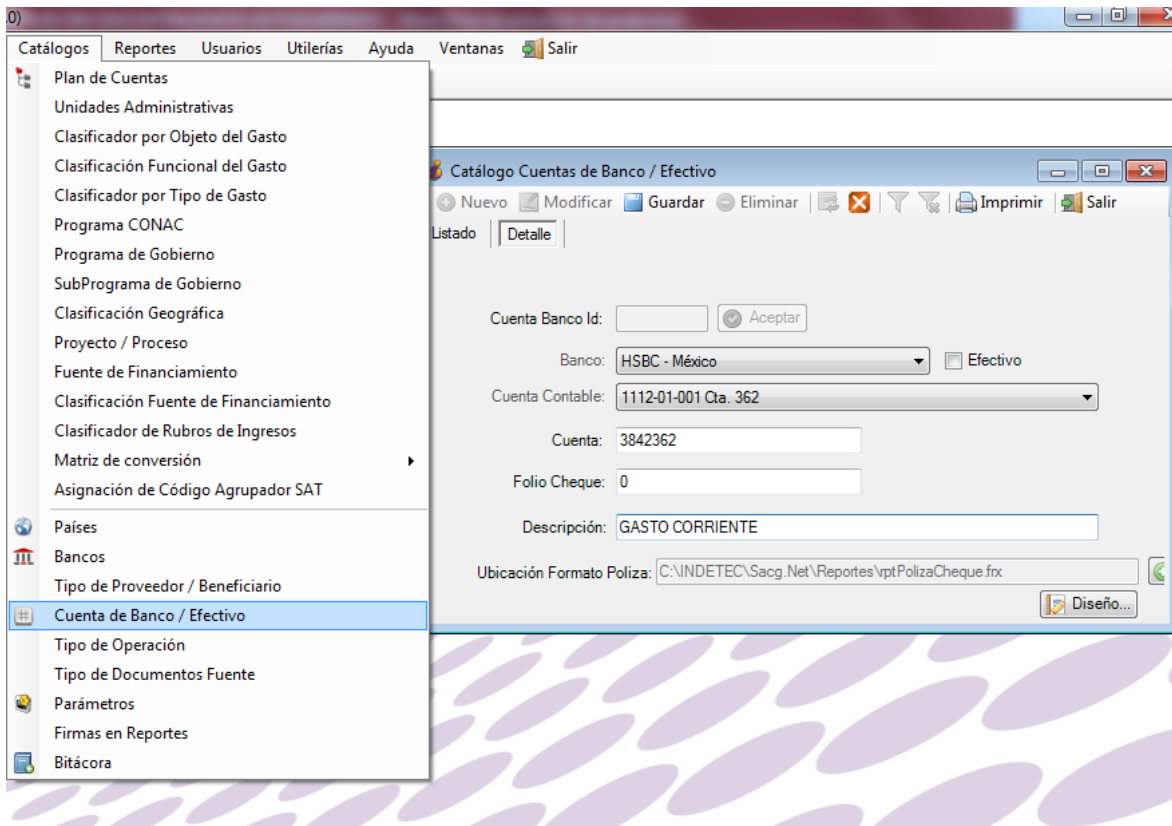 .0)
Catálogos Reportes Usuarios Utilerías Ayuda Ventanas Salir
Plan de Cuentas
Unidades Administrativas
Clasificador por Objeto del Gasto
Clasificación Funcional del Gasto
Clasificador por Tipo de Gasto
Programa CONAC
Programa de Gobierno
SubPrograma de Gobierno
Clasificación Geográfica
Proyecto / Proceso
Fuente de Financiamiento
Clasificación Fuente de Financiamiento
Clasificador de Rubros de Ingresos
Matriz de conversión
Asignación de Código Agrupador SAT
Países
Bancos
Tipo de Proveedor / Beneficiario
Cuenta de Banco / Efectivo
Tipo de Operación
Tipo de Documentos Fuente
Parámetros
Firmas en Reportes
Bitácora
Catálogo Cuentas de Banco / Efectivo
Nuevo Modificar Guardar Eliminar Imprimir Salir
Listado Detalle
Cuenta Banco Id: Aceptar
Banco: HSBC - México Efectivo
Cuenta Contable: 1112-01-001 Cta. 362
Cuenta: 3842362
Folio Cheque: 0
Descripción: GASTO CORRIENTE
Ubicación Formato Poliza: C:\INDETEC\Sacg.Net\Reportes\rptPolizaCheque.frx
Diseño...